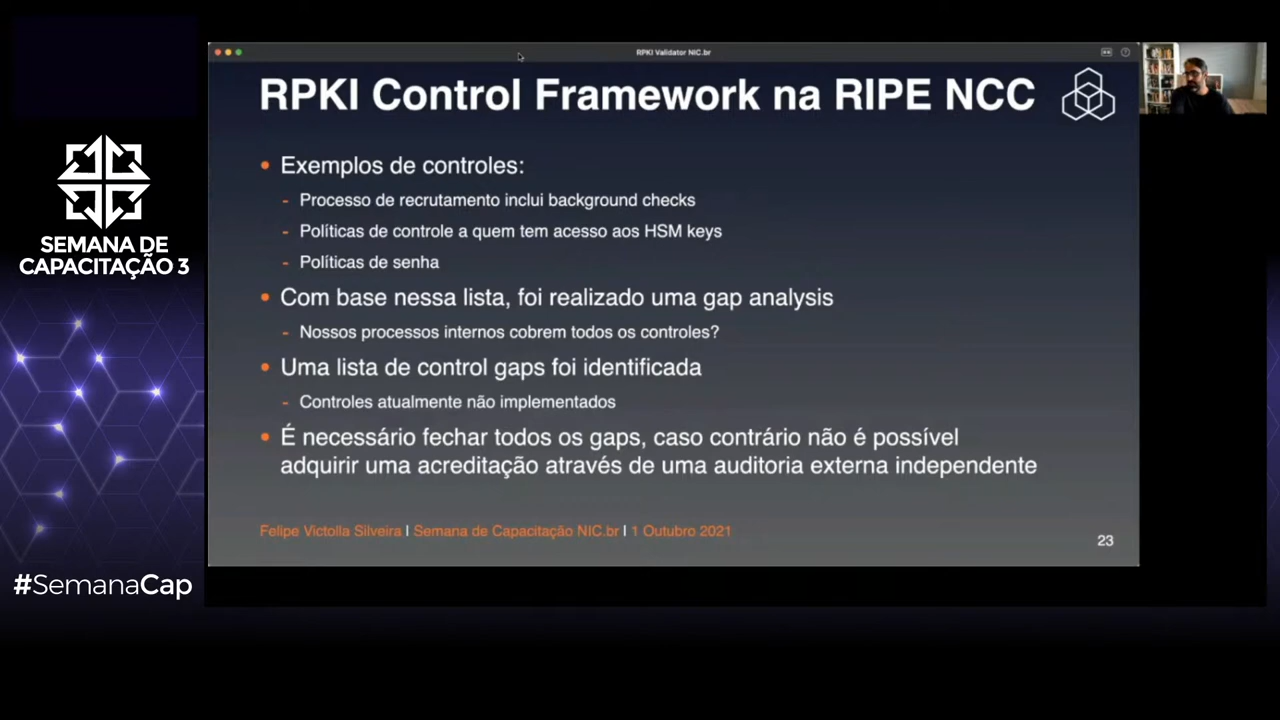 RPKI Validator NIC.br
RPKI Control Framework na RIPE NCC
• Exemplos de controles:
- Processo de recrutamento inclui background checks
- Políticas de controle a quem tem acesso aos HSM keys
- Políticas de senha
• Com base nessa lista, foi realizado uma gap analysis
- Nossos processos internos cobrem todos os controles?
• Uma lista de control gaps foi identificada
- Controles atualmente não implementados
• É necessário fechar todos os gaps, caso contrário não é possível
adquirir uma acreditação através de uma auditoria externa independente
Felipe Victolla Silveira | Semana de Capacitação NIC.br | 1 Outubro 2021
23
SEMANA DE
CAPACITAÇÃO 3
#SemanaCap